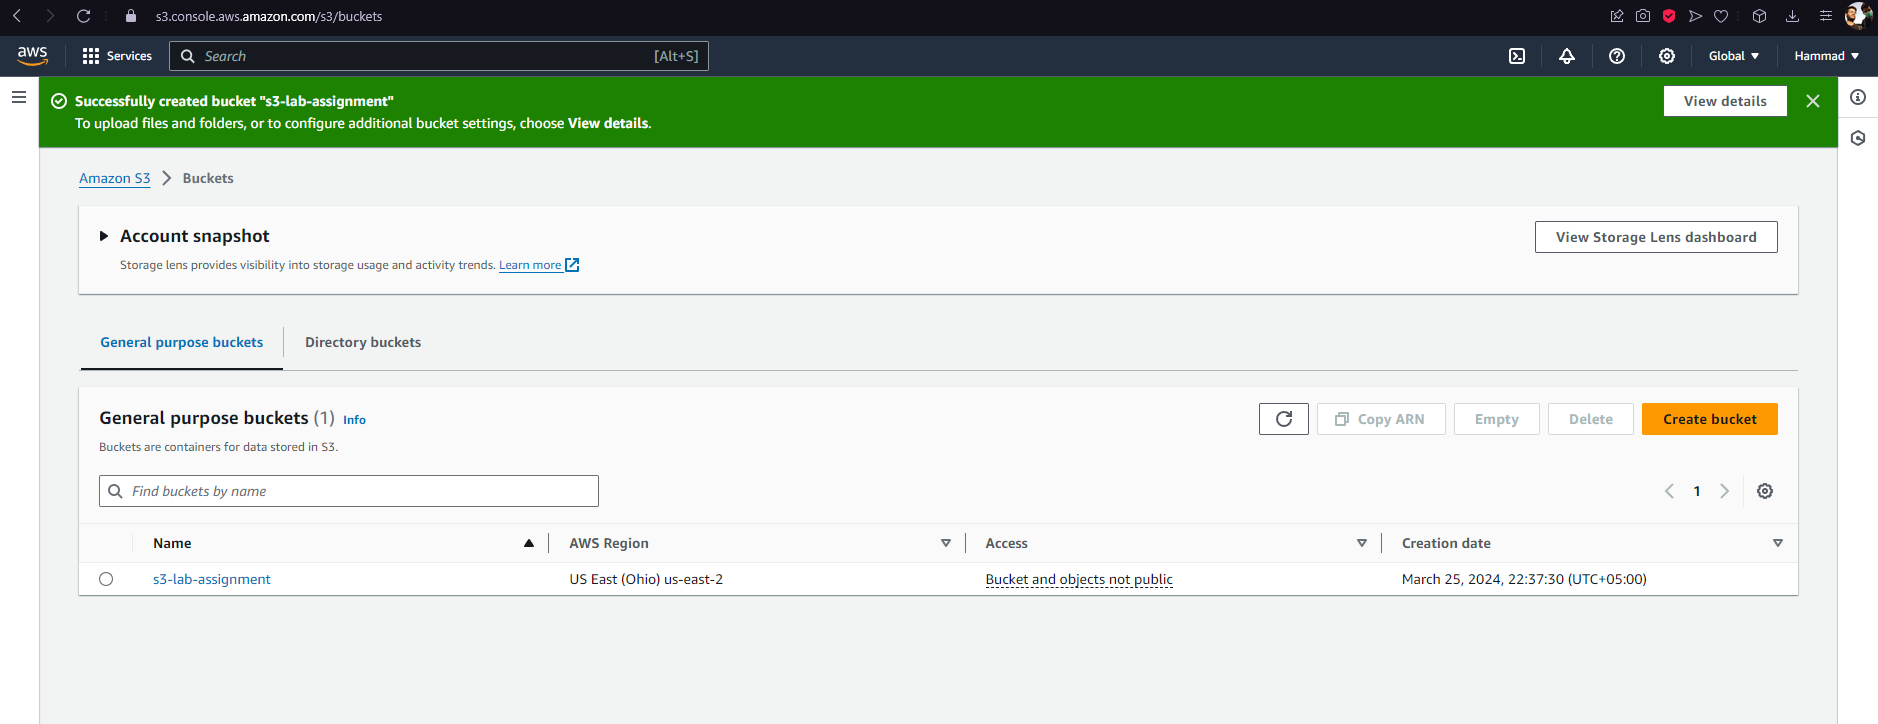 s3.console.aws.amazon.com/s3/buckets
aws Services Search [Alt+S] Global Hammad
Successfully created bucket "s3-lab-assignment" View details
To upload files and folders, or to configure additional bucket settings, choose View details.
Amazon S3 Buckets
Account snapshot View Storage Lens dashboard
Storage lens provides visibility into storage usage and activity trends. Learn more
General purpose buckets Directory buckets
General purpose buckets (1) Info Copy ARN Empty Delete Create bucket
Buckets are containers for data stored in S3.
Find buckets by name 1
Name AWS Region Access Creation date
s3-lab-assignment US East (Ohio) us-east-2 Bucket and objects not public March 25, 2024, 22:37:30 (UTC+05:00)